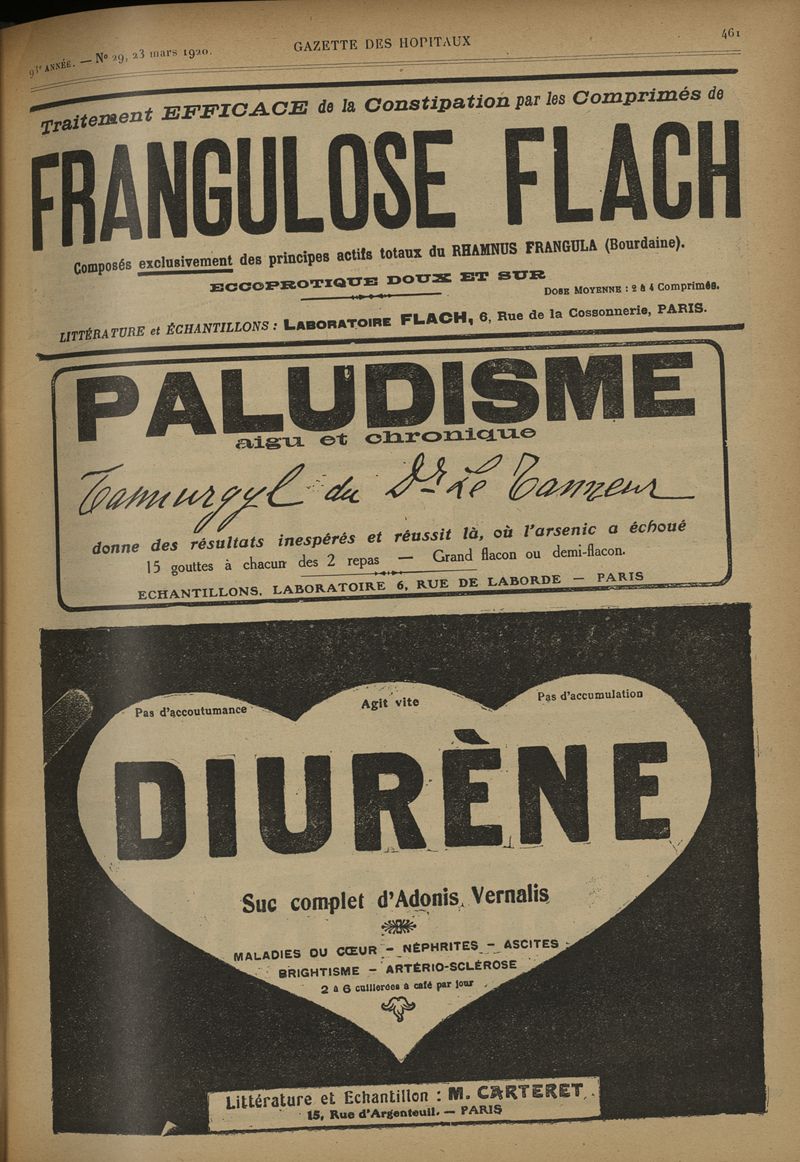 93e ANNÉE. — No 29, 23 mars 1920.
GAZETTE DES HOPITAUX
461
Traitement EFFICACE de la Constipation par les Comprimés de
FRANGULOSE FLACH
Composés exclusivement des principes actifs totaux du RHAMNUS FRANGULA (Bourdaine).
ECCOPROTIQUE DOUX ET SUR
DOSE MOYENNE : 2 à 4 Comprimés.
LITTÉRATURE et ÉCHANTILLONS : LABORATOIRE FLACH, 6, Rue de la Cossonnerie, PARIS.
PALUDISME
aigu et chronique
Tannurgyl du Dr Le Tanneur
donne des résultats inespérés et réussit là, où l'arsenic a échoué
15 gouttes à chacun des 2 repas — Grand flacon ou demi-flacon.
ECHANTILLONS. LABORATOIRE 6, RUE DE LABORDE — PARIS
Pas d'accoutumance
Agit vite
Pas d'accumulation
DIURÈNE
Suc complet d'Adonis Vernalis
MALADIES DU CŒUR - NÉPHRITES - ASCITES
BRIGHTISME - ARTÉRIO-SCLÉROSE
2 à 6 cuillerées à café par jour
Littérature et Echantillon : M. CARTERET
15, Rue d'Argenteuil. — PARIS